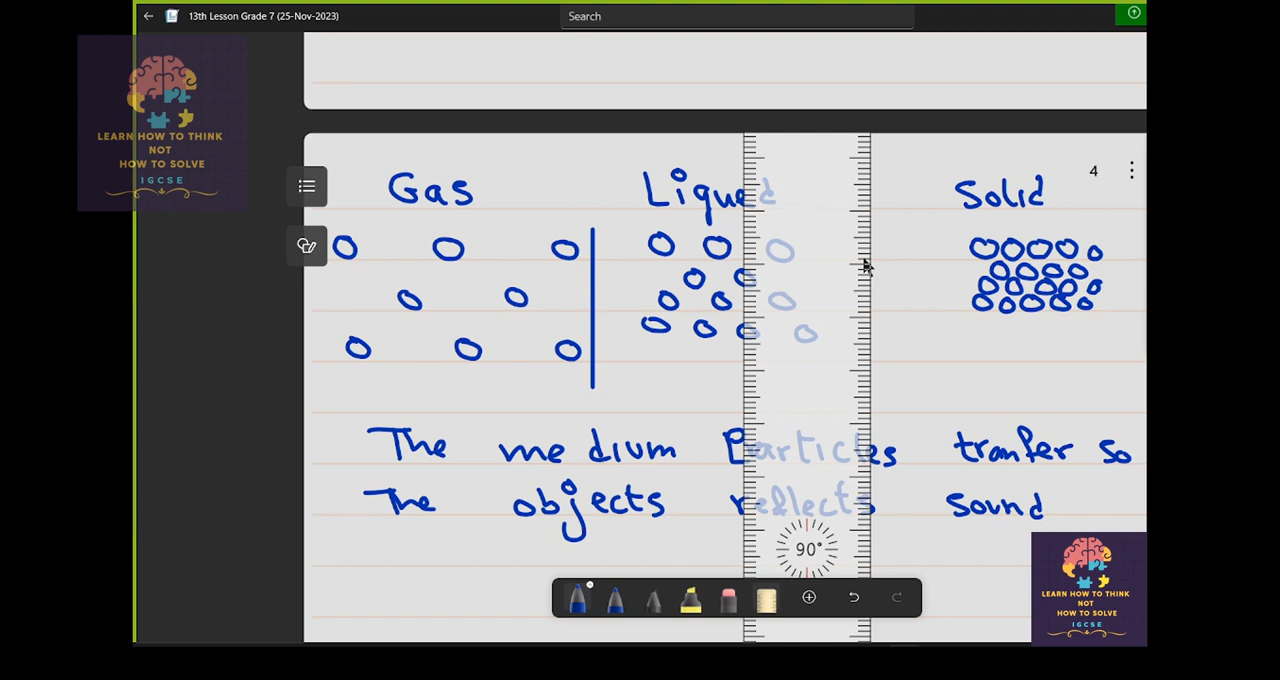 13th Lesson Grade 7 (25-Nov-2023)
Search
LEARN HOW TO THINK
NOT
HOW TO SOLVE
IGCSE
4
Gas Liqued Solid
The medium Particles tranfer so
The objects reflects sound
90°
LEARN HOW TO THINK
NOT
HOW TO SOLVE
IGCSE